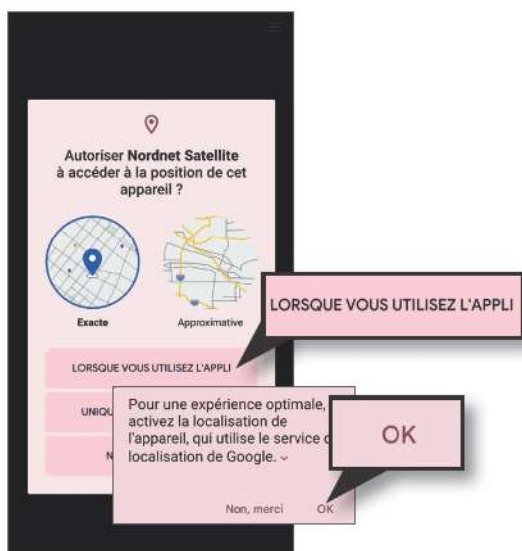 Autoriser Nordnet Satellite
à accéder à la position de cet
appareil ?
Exacte
Approximative
LORSQUE VOUS UTILISEZ L'APPLI
LORSQUE VOUS UTILISEZ L'APPLI
Pour une expérience optimale,
activez la localisation de
l'appareil, qui utilise le service
localisation de Google.
Non, merci
OK
OK